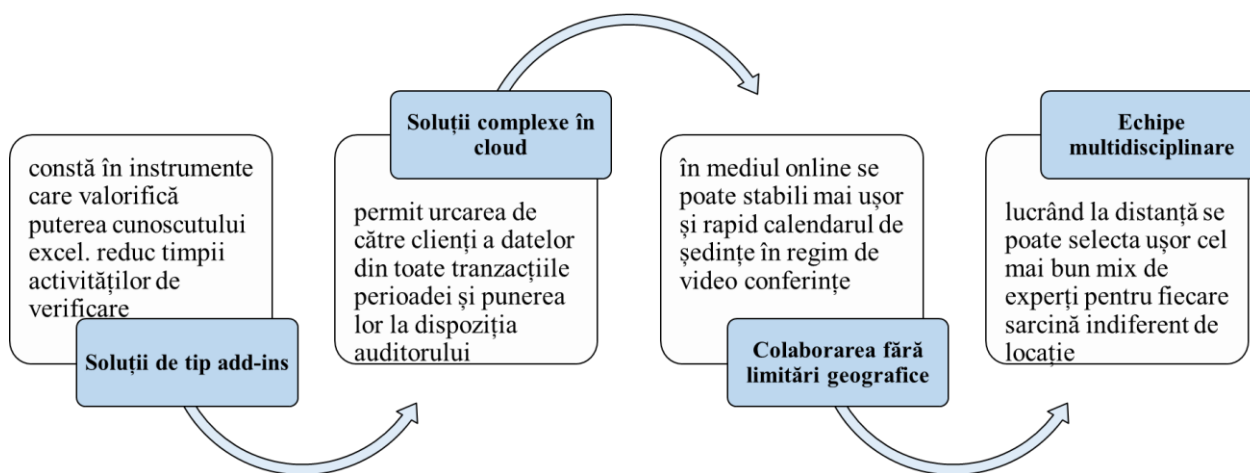 constă în instrumente
care valorifică
puterea cunoscutului
excel. reduc timpii
activităților de
verificare
Soluții de tip add-ins
Soluții complexe în
cloud
permit urcarea de
către clienți a datelor
din toate tranzacțiile
perioadei și punerea
lor la dispoziția
auditorului
în mediul online se
poate stabili mai ușor
și rapid calendarul de
ședințe în regim de
video conferințe
Colaborarea fără
limitări geografice
Echipe
multidisciplinare
lucrând la distanță se
poate selecta ușor cel
mai bun mix de
experți pentru fiecare
sarcină indiferent de
locație